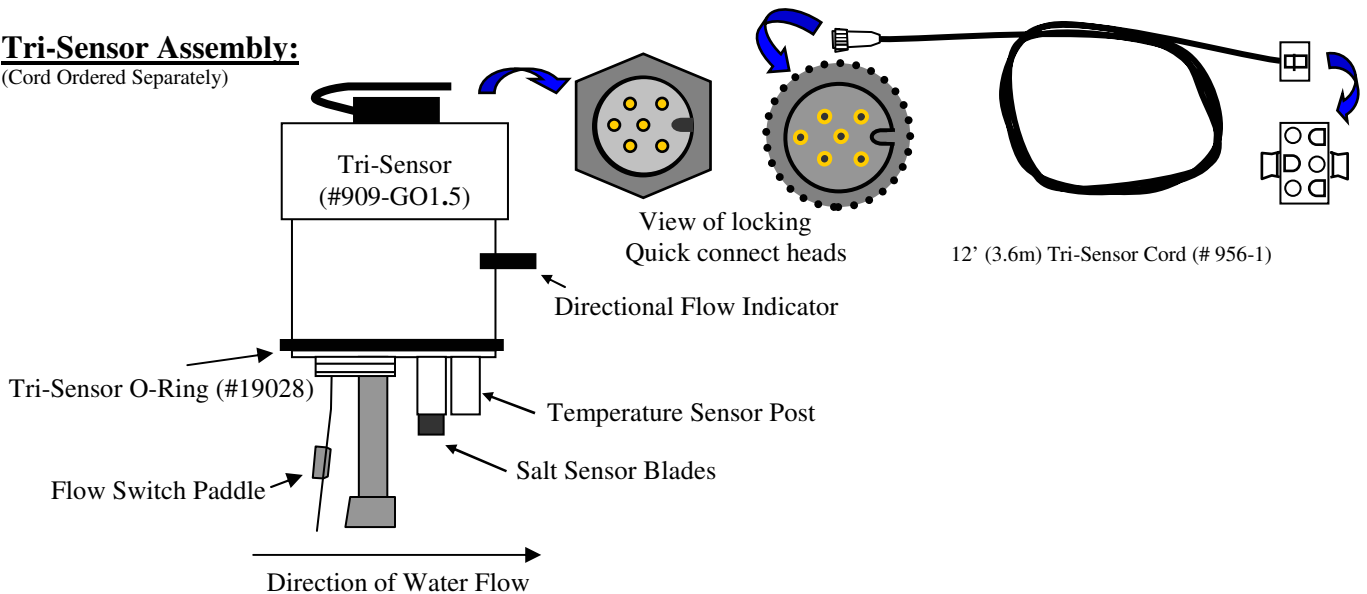 Tri-Sensor Assembly:
(Cord Ordered Separately)
Tri-Sensor
(#909-GO1.5)
View of locking
Quick connect heads
12’ (3.6m) Tri-Sensor Cord (# 956-1)
Directional Flow Indicator
Tri-Sensor O-Ring (#19028)
Temperature Sensor Post
Salt Sensor Blades
Flow Switch Paddle
Direction of Water Flow